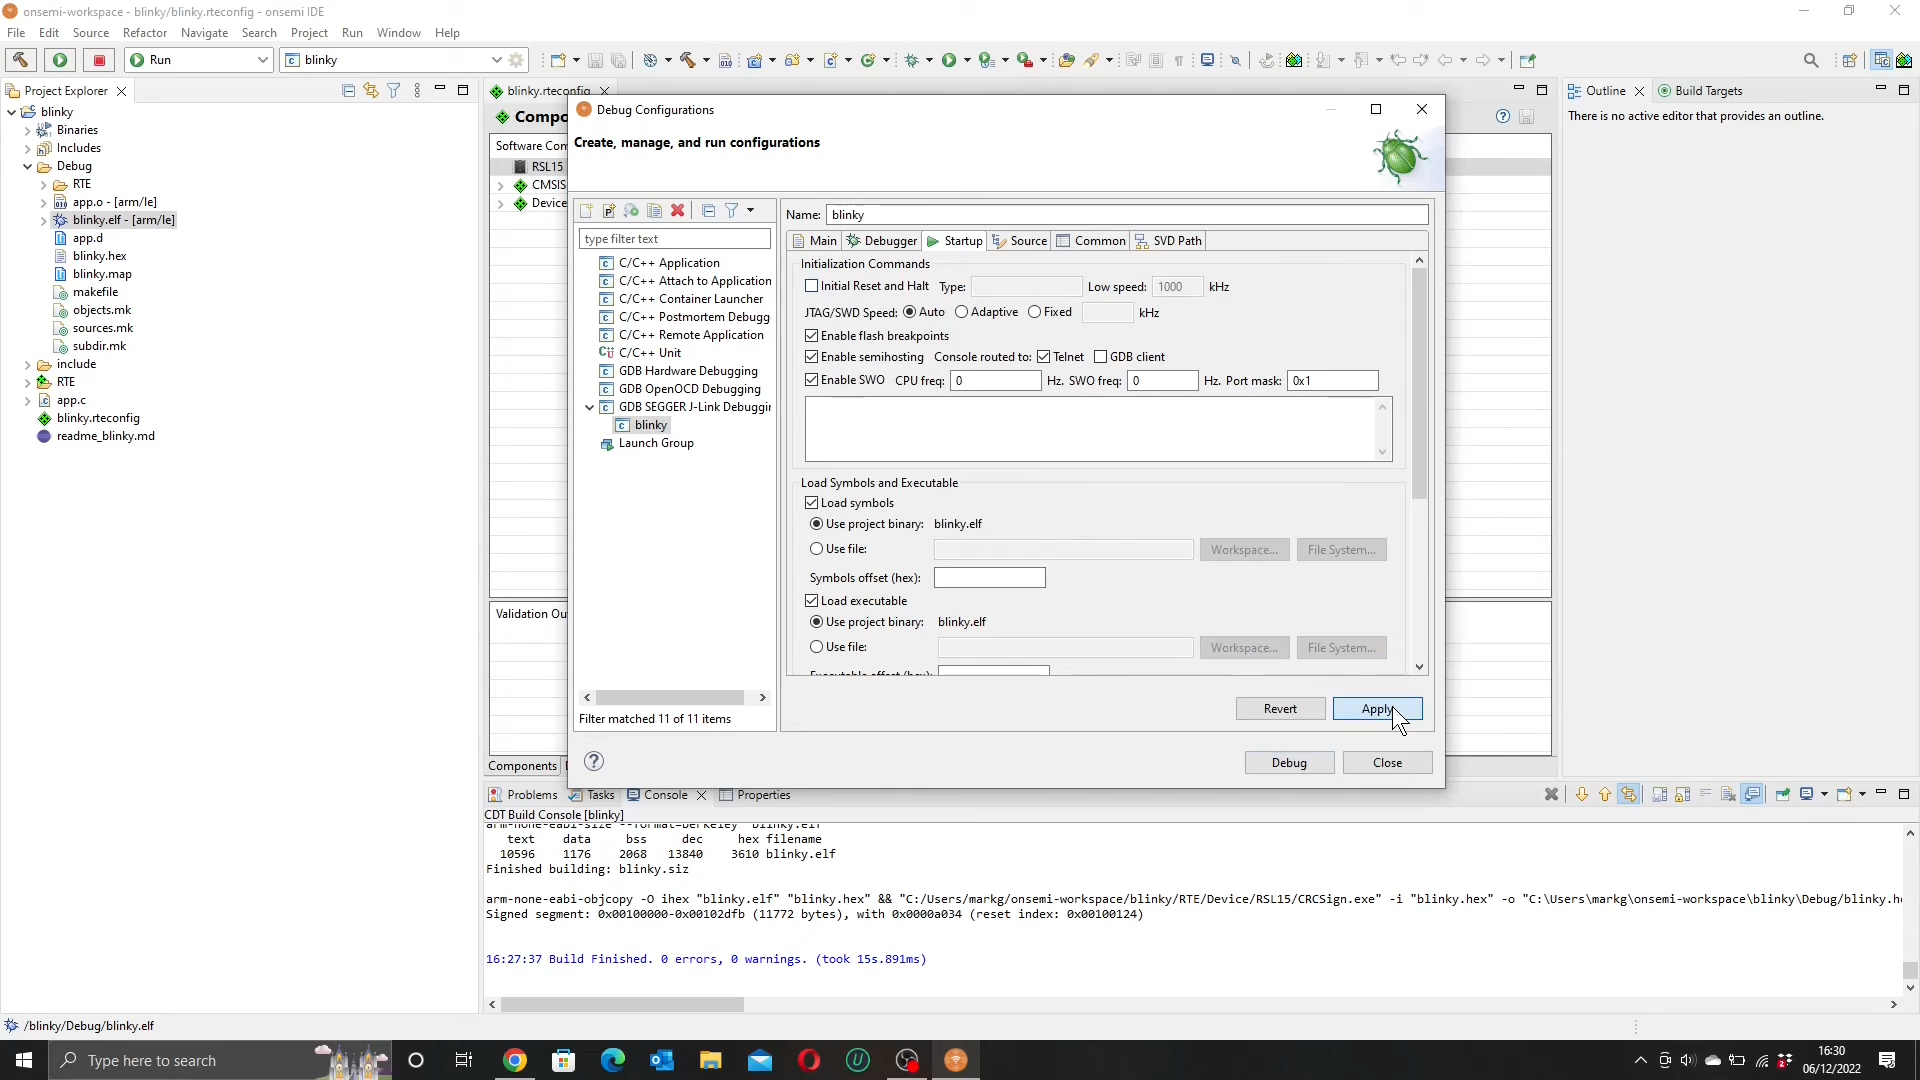 onsemi-workspace - blinky/blinky.rteconfig - onsemi IDE
File Edit Source Refactor Navigate Search Project Run Window Help
Run
blinky
Project Explorer
blinky
Binaries
Includes
Debug
RTE
app.o - [arm/le]
blinky.elf - [arm/le]
app.d
blinky.hex
blinky.map
makefile
objects.mk
sources.mk
subdir.mk
include
RTE
app.c
blinky.rteconfig
readme_blinky.md
blinky.rteconfig
Compo
Software Com
RSL15
CMSIS
Device
Validation Ou
Components
Debug Configurations
Create, manage, and run configurations
type filter text
C/C++ Application
C/C++ Attach to Application
C/C++ Container Launcher
C/C++ Postmortem Debugg
C/C++ Remote Application
C/C++ Unit
GDB Hardware Debugging
GDB OpenOCD Debugging
GDB SEGGER J-Link Debuggin
blinky
Launch Group
Filter matched 11 of 11 items
Name: blinky
Main Debugger Startup Source Common SVD Path
Initialization Commands
Initial Reset and Halt Type: Low speed: 1000 kHz
JTAG/SWD Speed: Auto Adaptive Fixed kHz
Enable flash breakpoints
Enable semihosting Console routed to: Telnet GDB client
Enable SWO CPU freq: 0 Hz. SWO freq: 0 Hz. Port mask: 0x1
Load Symbols and Executable
Load symbols
Use project binary: blinky.elf
Use file: Workspace... File System...
Symbols offset (hex):
Load executable
Use project binary: blinky.elf
Use file: Workspace... File System...
Executable offset (hex):
Revert Apply
Debug Close
Outline Build Targets
There is no active editor that provides an outline.
Problems Tasks Console Properties
CDT Build Console [blinky]
arm-none-eabi-size --format=berkeley "blinky.elf"
text data bss dec hex filename
10596 1176 2068 13840 3610 blinky.elf
Finished building: blinky.siz
arm-none-eabi-objcopy -O ihex "blinky.elf" "blinky.hex" && "C:/Users/markg/onsemi-workspace/blinky/RTE/Device/RSL15/CRCSign.exe" -i "blinky.hex" -o "C:\Users\markg\onsemi-workspace\blinky\Debug/blinky.he
Signed segment: 0x00100000-0x00102dfb (11772 bytes), with 0x0000a034 (reset index: 0x00100124)
16:27:37 Build Finished. 0 errors, 0 warnings. (took 15s.891ms)
/blinky/Debug/blinky.elf
Type here to search
16:30
06/12/2022